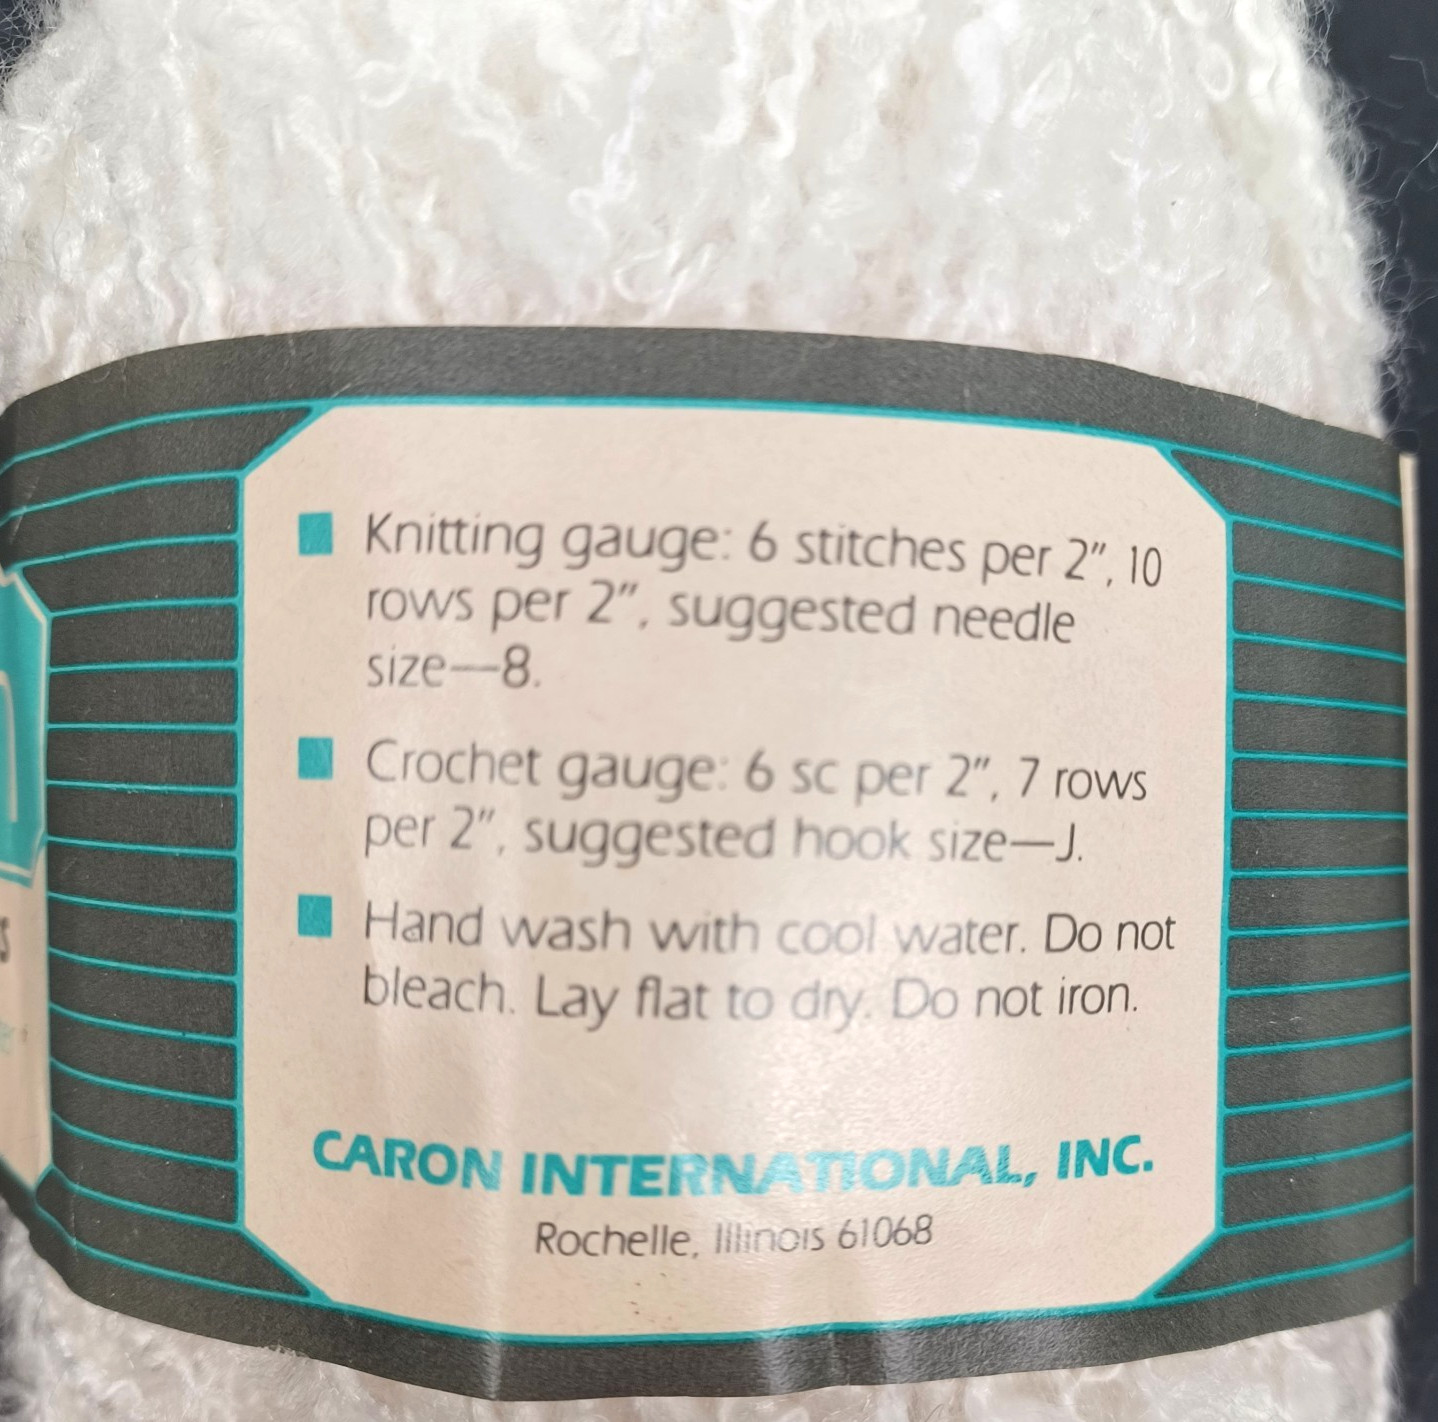 Knitting gauge: 6 stitches per 2", 10
rows per 2", suggested needle
size—8.
Crochet gauge: 6 sc per 2", 7 rows
per 2", suggested hook size—J.
Hand wash with cool water. Do not
bleach. Lay flat to dry. Do not iron.
CARON INTERNATIONAL, INC.
Rochelle, Illinois 61068